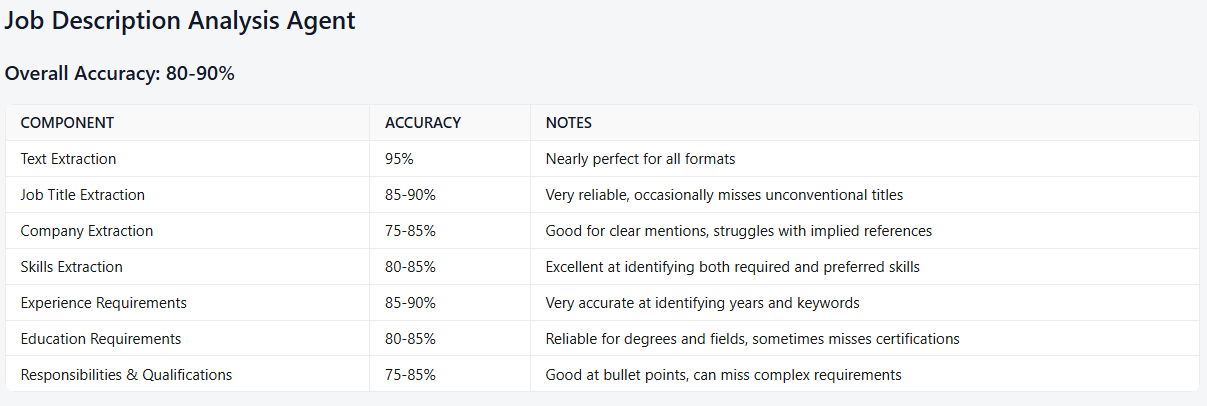 Job Description Analysis Agent
Overall Accuracy: 80-90%
COMPONENT ACCURACY NOTES
Text Extraction 95% Nearly perfect for all formats
Job Title Extraction 85-90% Very reliable, occasionally misses unconventional titles
Company Extraction 75-85% Good for clear mentions, struggles with implied references
Skills Extraction 80-85% Excellent at identifying both required and preferred skills
Experience Requirements 85-90% Very accurate at identifying years and keywords
Education Requirements 80-85% Reliable for degrees and fields, sometimes misses certifications
Responsibilities & Qualifications 75-85% Good at bullet points, can miss complex requirements